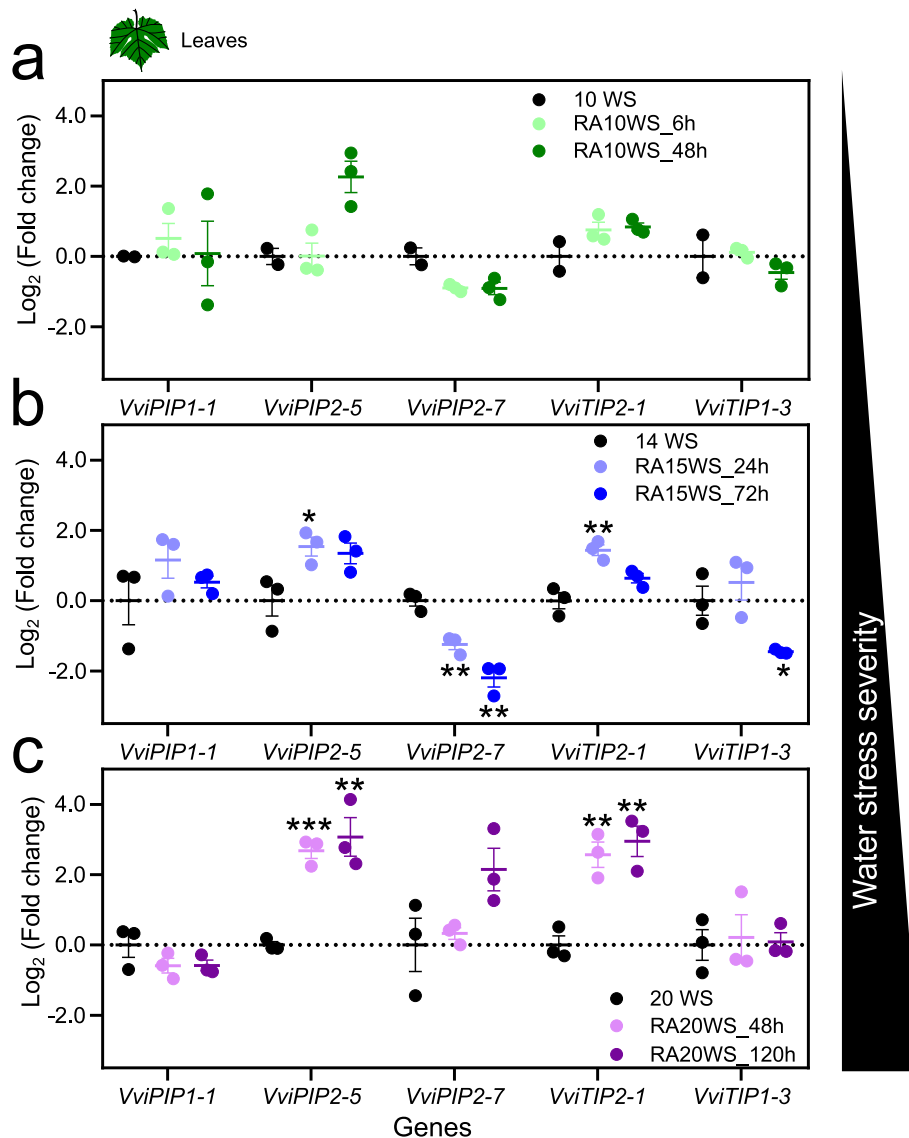 Leaves
a
Log2 (Fold change)
4.0
2.0
0.0
-2.0
10 WS
RA10WS_6h
RA10WS_48h
VviPIP1-1 VviPIP2-5 VviPIP2-7 VviTIP2-1 VviTIP1-3
b
Log2 (Fold change)
4.0
2.0
0.0
-2.0
14 WS
RA15WS_24h
RA15WS_72h
* **
** ** *
VviPIP1-1 VviPIP2-5 VviPIP2-7 VviTIP2-1 VviTIP1-3
c
Log2 (Fold change)
4.0
2.0
0.0
-2.0
*** ** ** **
20 WS
RA20WS_48h
RA20WS_120h
VviPIP1-1 VviPIP2-5 VviPIP2-7 VviTIP2-1 VviTIP1-3
Genes
Water stress severity